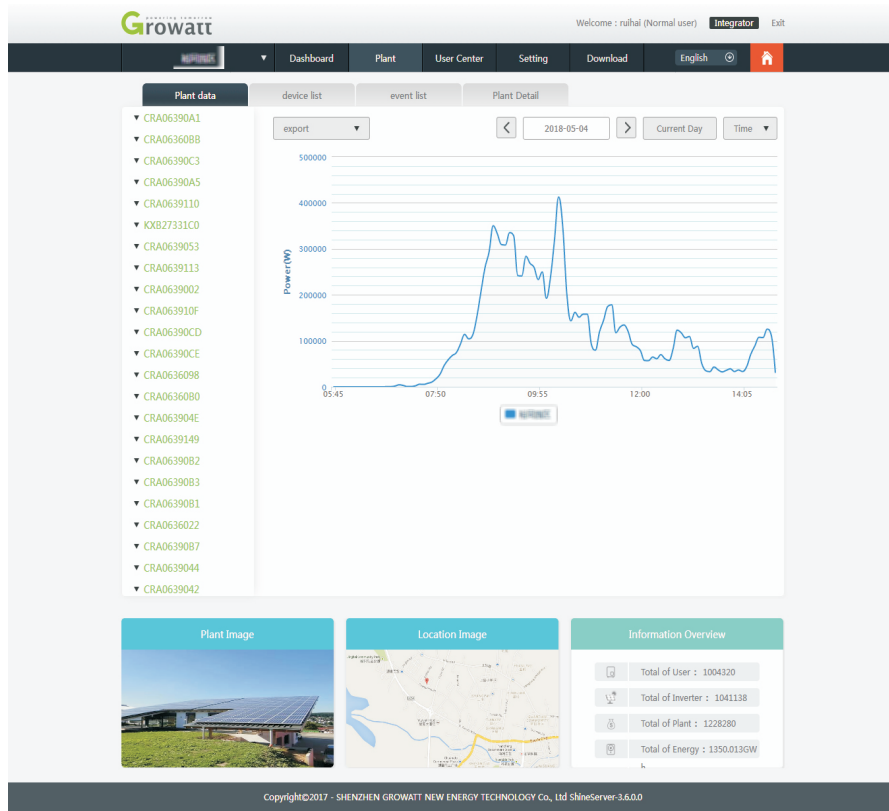 powering tomorrow
Growatt
Welcome : ruihai (Normal user) Integrator Exit
▼ Dashboard Plant User Center Setting Download English
Plant data device list event list Plant Detail
▼ CRA06390A1
▼ CRA06360BB
▼ CRA06390C3
▼ CRA06390A5
▼ CRA0639110
▼ KXB27331C0
▼ CRA0639053
▼ CRA0639113
▼ CRA0639002
▼ CRA063910F
▼ CRA06390CD
▼ CRA06390CE
▼ CRA0636098
▼ CRA06360B0
▼ CRA063904E
▼ CRA0639149
▼ CRA06390B2
▼ CRA06390B3
▼ CRA06390B1
▼ CRA0636022
▼ CRA06390B7
▼ CRA0639044
▼ CRA0639042
export ▼ < 2018-05-04 > Current Day Time ▼
Power(W)
500000
400000
300000
200000
100000
0
05:45 07:50 09:55 12:00 14:05
Plant Image
Location Image
Information Overview
Total of User : 1004320
Total of Inverter : 1041138
Total of Plant : 1228280
Total of Energy : 1350.013GW
h
Copyright©2017 - SHENZHEN GROWATT NEW ENERGY TECHNOLOGY Co., Ltd ShineServer-3.6.0.0